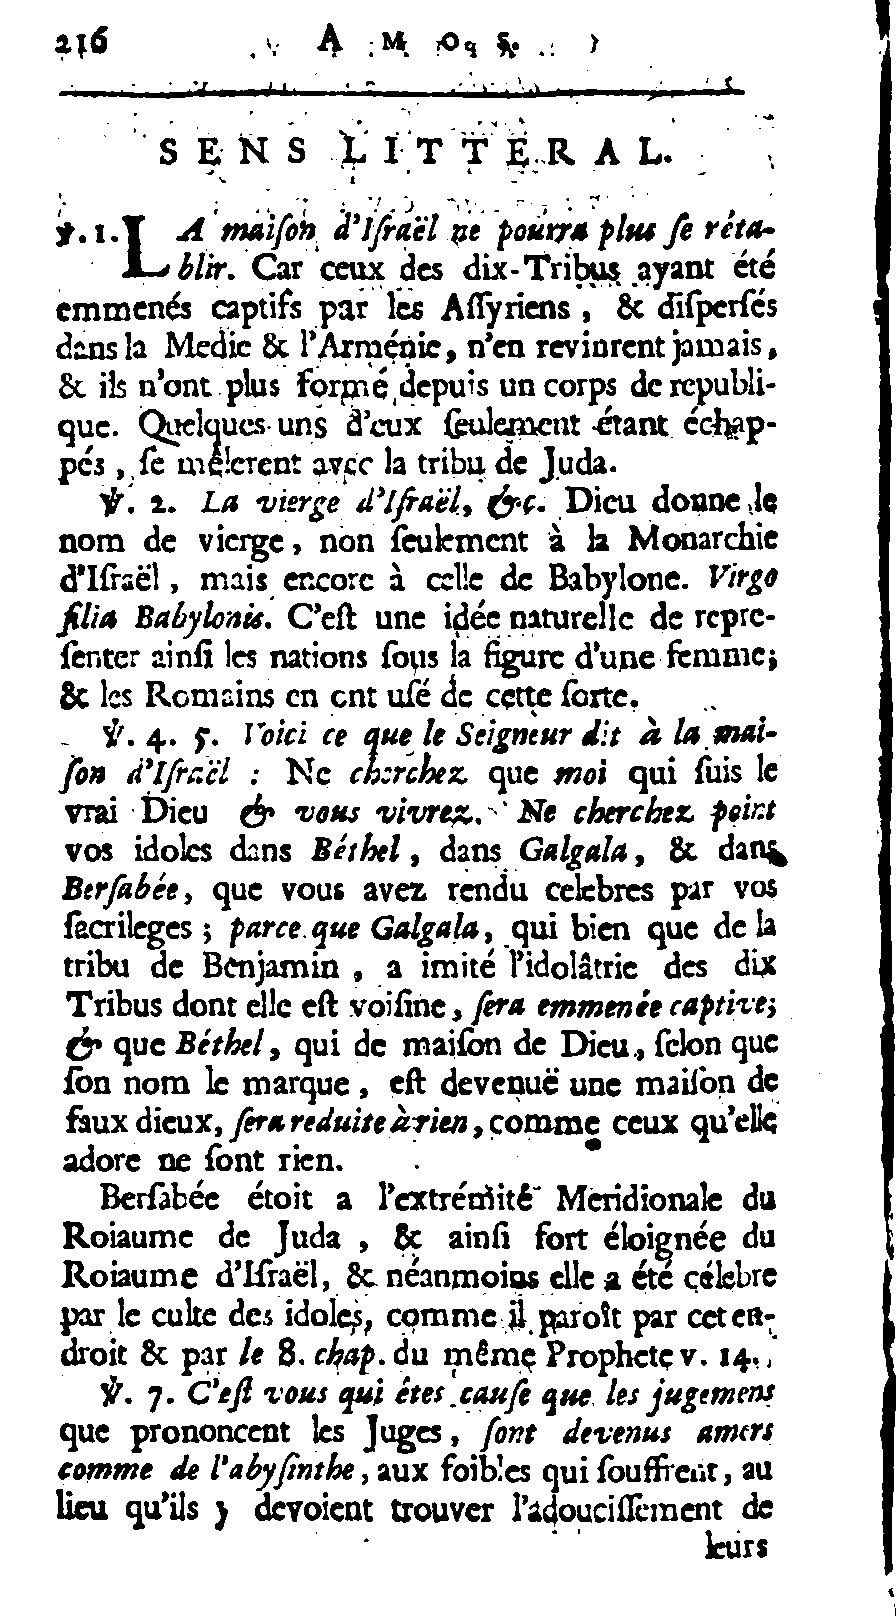 216 A M O S.
SENS LITTERAL.
℣. 1. LA maiſon d'Iſraël ne pourra plus ſe réta-
blir. Car ceux des dix-Tribus ayant été
emmenés captifs par les Aſſyriens, & diſperſés
dans la Medie & l'Arménie, n'en revinrent jamais,
& ils n'ont plus formé depuis un corps de republi-
que. Quelques uns d'eux ſeulement étant échap-
pés, ſe mêlerent avec la tribu de Juda.
℣. 2. La vierge d'Iſraël, &c. Dieu donne le
nom de vierge, non ſeulement à la Monarchie
d'Iſraël, mais encore à celle de Babylone. Virgo
filia Babylonis. C'eſt une idée naturelle de repre-
ſenter ainſi les nations ſous la figure d'une femme;
& les Romains en ont uſé de cette ſorte.
℣. 4. 5. Voici ce que le Seigneur dit à la mai-
ſon d'Iſraël : Ne cherchez que moi qui ſuis le
vrai Dieu & vous vivrez. Ne cherchez point
vos idoles dans Béthel, dans Galgala, & dans
Berſabée, que vous avez rendu celebres par vos
ſacrileges ; parce que Galgala, qui bien que de la
tribu de Benjamin, a imité l'idolâtrie des dix
Tribus dont elle eſt voiſine, ſera emmenée captive;
& que Béthel, qui de maiſon de Dieu, ſelon que
ſon nom le marque, eſt devenuë une maiſon de
faux dieux, ſera reduite à rien, comme ceux qu'elle
adore ne ſont rien.
Berſabée étoit a l'extrémité Meridionale du
Roiaume de Juda, & ainſi fort éloignée du
Roiaume d'Iſraël, & néanmoins elle a été célebre
par le culte des idoles, comme il paroît par cet en-
droit & par le 8. chap. du même Prophete v. 14.
℣. 7. C'eſt vous qui êtes cauſe que les jugemens
que prononcent les Juges, ſont devenus amers
comme de l'abyſinthe, aux foibles qui ſouffrent, au
lieu qu'ils y devoient trouver l'adouciſſement de
leurs